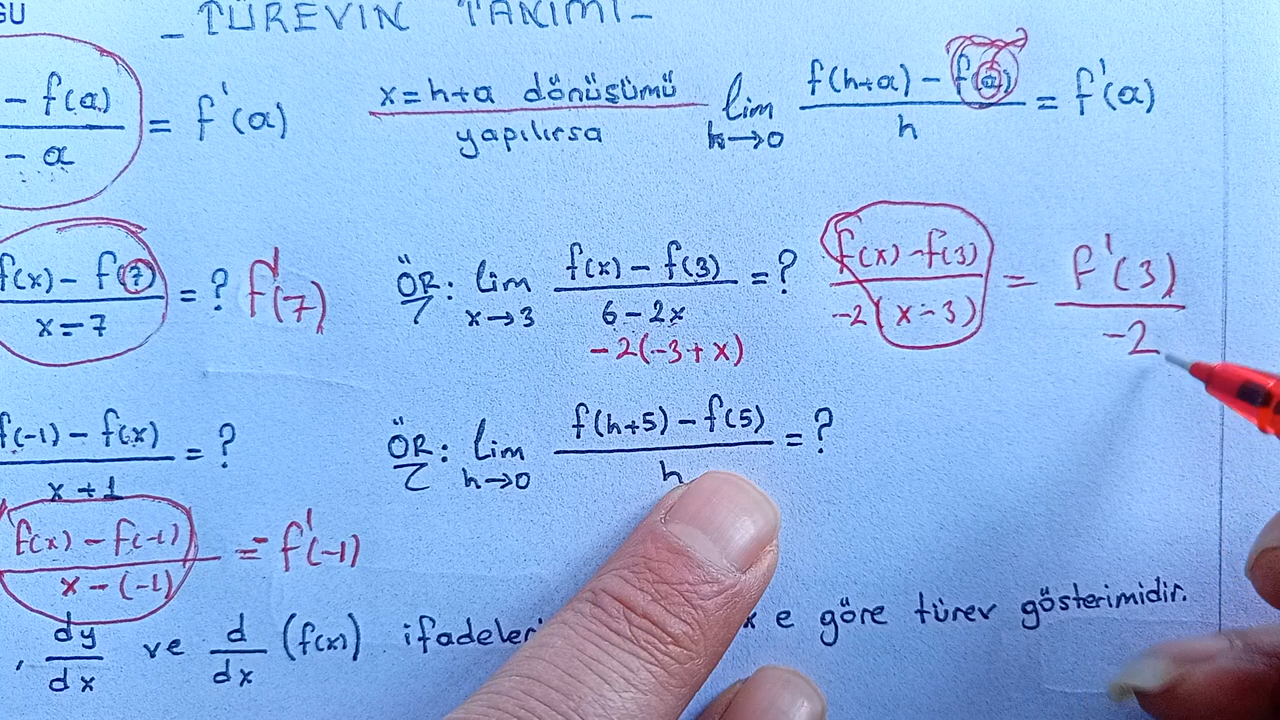 GU _ TÜREVİN TANIMI _
- f(a) / - a = f'(a) x=h+a dönüşümü yapılırsa lim h→0 f(h+a) - f(a) / h = f'(a)
f(x) - f(7) / x-7 = ? f'(7) ÖR: lim x→3 f(x) - f(3) / 6-2x = ? f(x) - f(3) / -2(x-3) = f'(3) / -2
-2(-3+x)
f(-1) - f(x) / x+1 = ? ÖR: lim h→0 f(h+5) - f(5) / h = ?
f(x) - f(-1) / x-(-1) = f'(-1)
, dy/dx ve d/dx (f(x)) e göre türev gösterimidir.